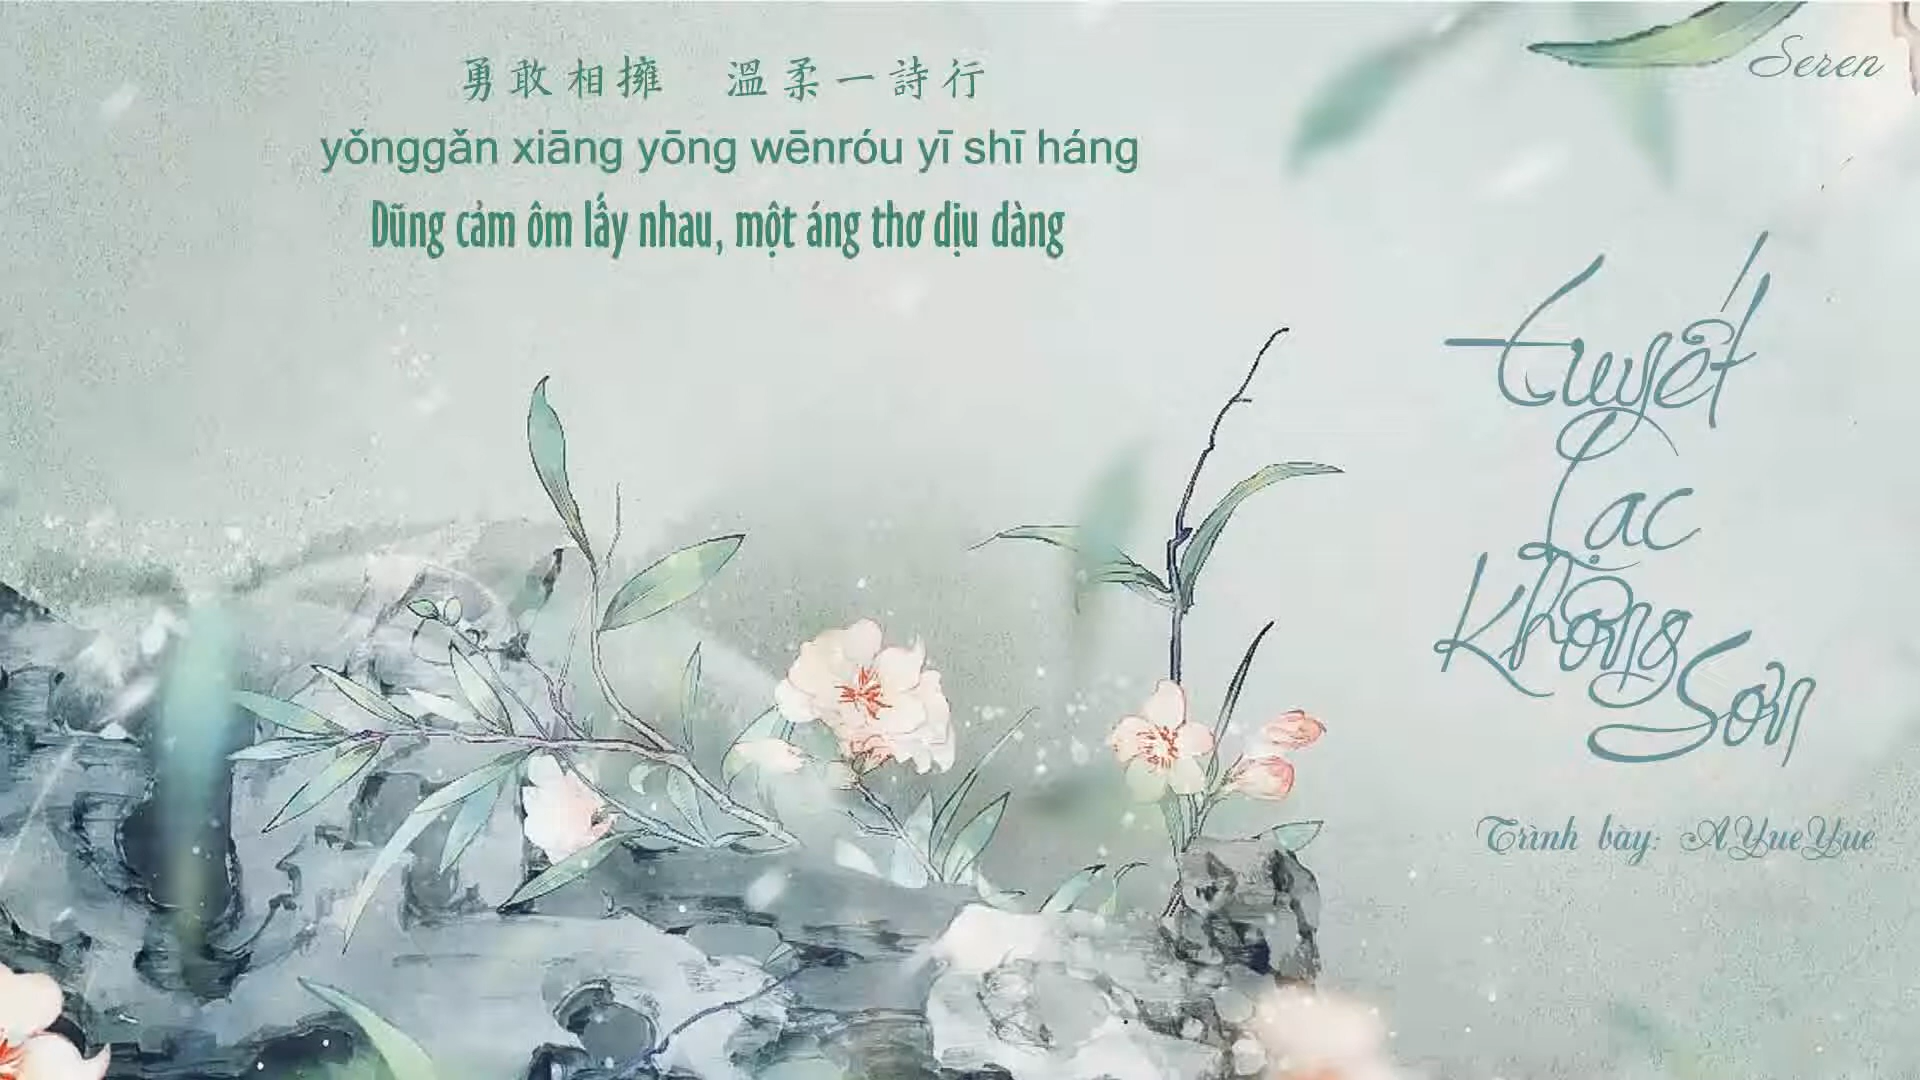 勇敢相擁　溫柔一詩行
yǒnggǎn xiāng yōng wēnróu yī shī háng
Dũng cảm ôm lấy nhau, một áng thơ dịu dàng
Seren
Tuyết
Lạc
Không
Sơn
Trình bày: AYueYue